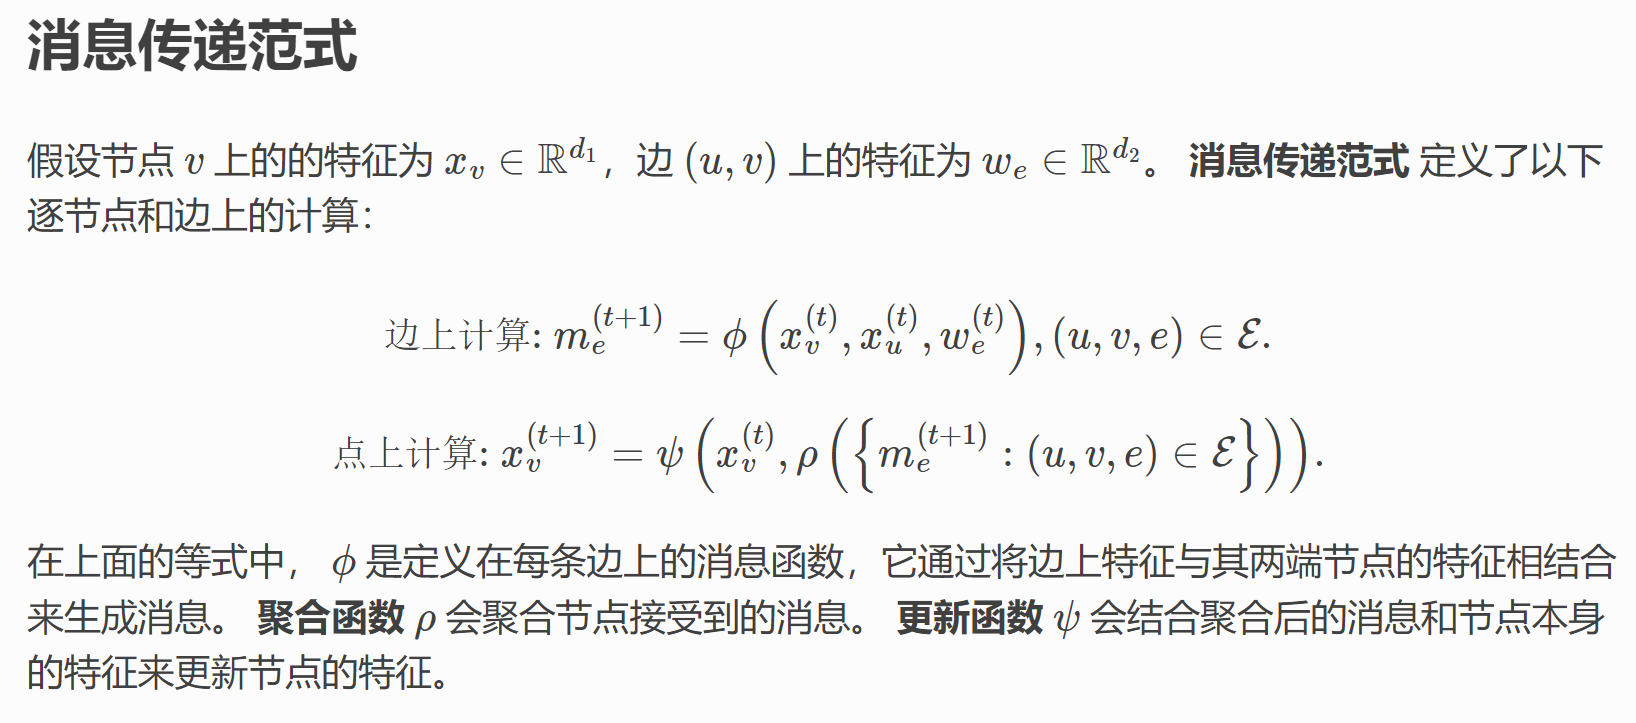 消息传递范式
假设节点 v 上的的特征为 x_v ∈ ℝ^{d_1}，边 (u, v) 上的特征为 w_e ∈ ℝ^{d_2}。 消息传递范式 定义了以下
逐节点和边上的计算：
边上计算: m_e^{(t+1)} = ϕ(x_v^{(t)}, x_u^{(t)}, w_e^{(t)}), (u, v, e) ∈ ℰ.
点上计算: x_v^{(t+1)} = ψ(x_v^{(t)}, ρ({m_e^{(t+1)} : (u, v, e) ∈ ℰ})).
在上面的等式中， ϕ 是定义在每条边上的消息函数，它通过将边上特征与其两端节点的特征相结合
来生成消息。 聚合函数 ρ 会聚合节点接受到的消息。 更新函数 ψ 会结合聚合后的消息和节点本身
的特征来更新节点的特征。